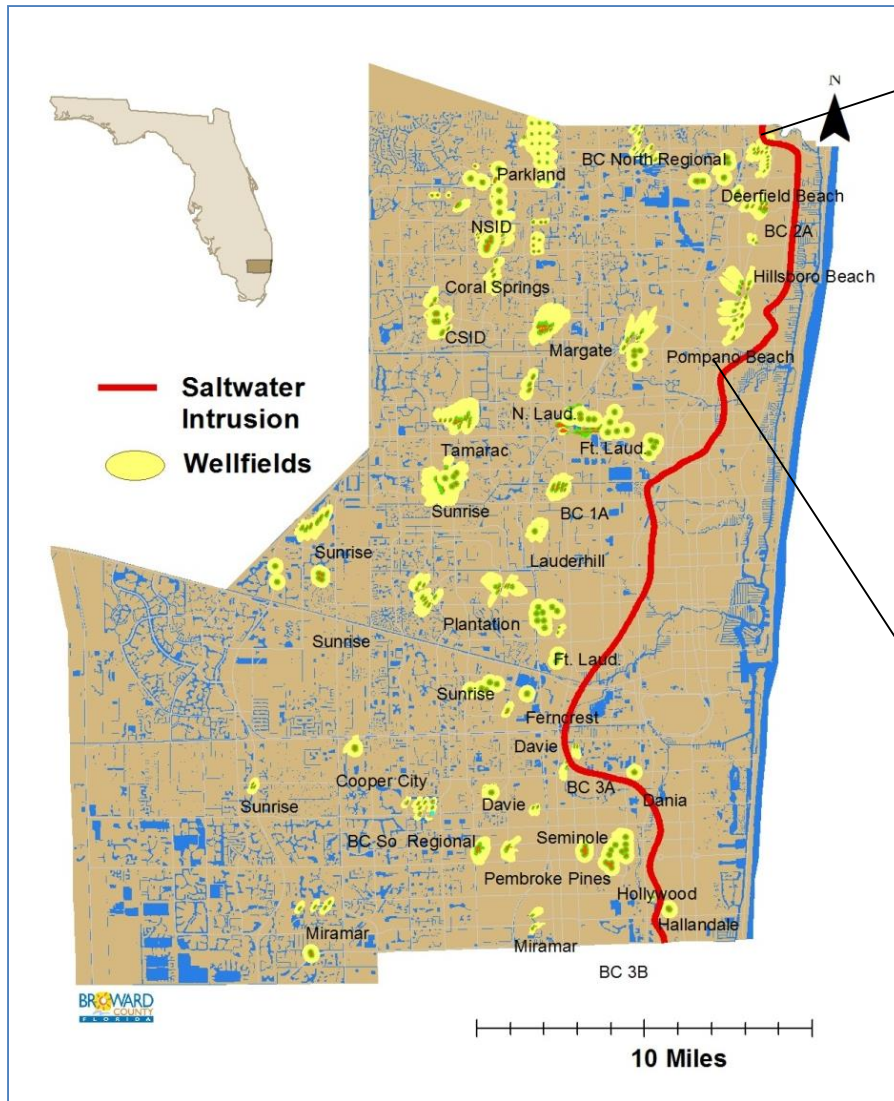 N
BC North Regional
Parkland
Deerfield Beach
NSID
BC 2A
Hillsboro Beach
Coral Springs
CSID
Margate
Pompano Beach
Saltwater
Intrusion
N. Laud.
Wellfields
Tamarac
Ft. Laud.
Sunrise
BC 1A
Sunrise
Lauderhill
Plantation
Sunrise
Ft. Laud.
Sunrise
Ferncrest
Davie
Cooper City
BC 3A
Sunrise
Davie
Dania
BC So Regional
Seminole
Pembroke Pines
Hollywood
Hallandale
Miramar
Miramar
BC 3B
BROWARD
COUNTY
FLORIDA
10 Miles